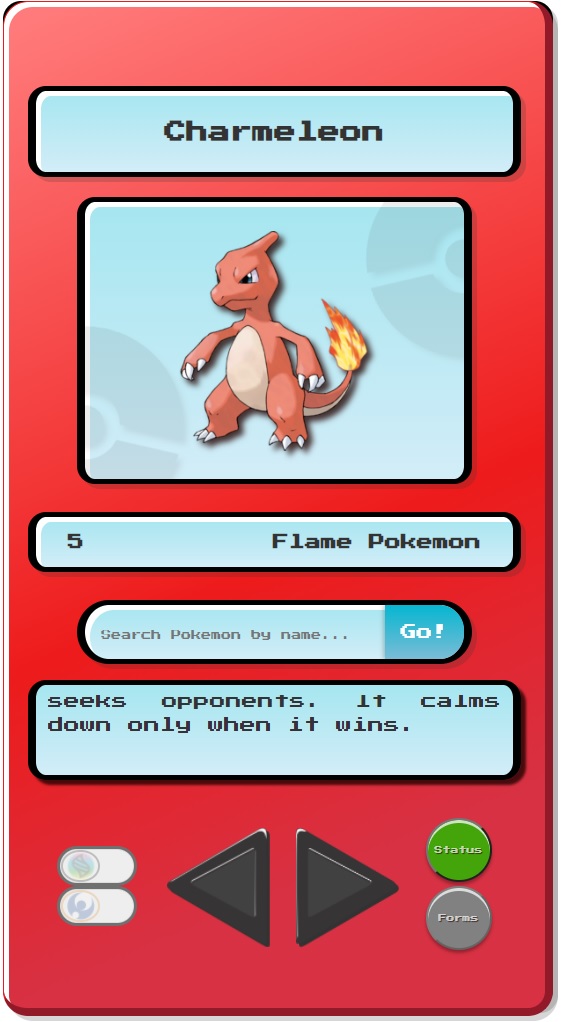 Charmeleon
5 Flame Pokemon
Search Pokemon by name... Go!
seeks opponents. It calms
down only when it wins.
Status
Forms